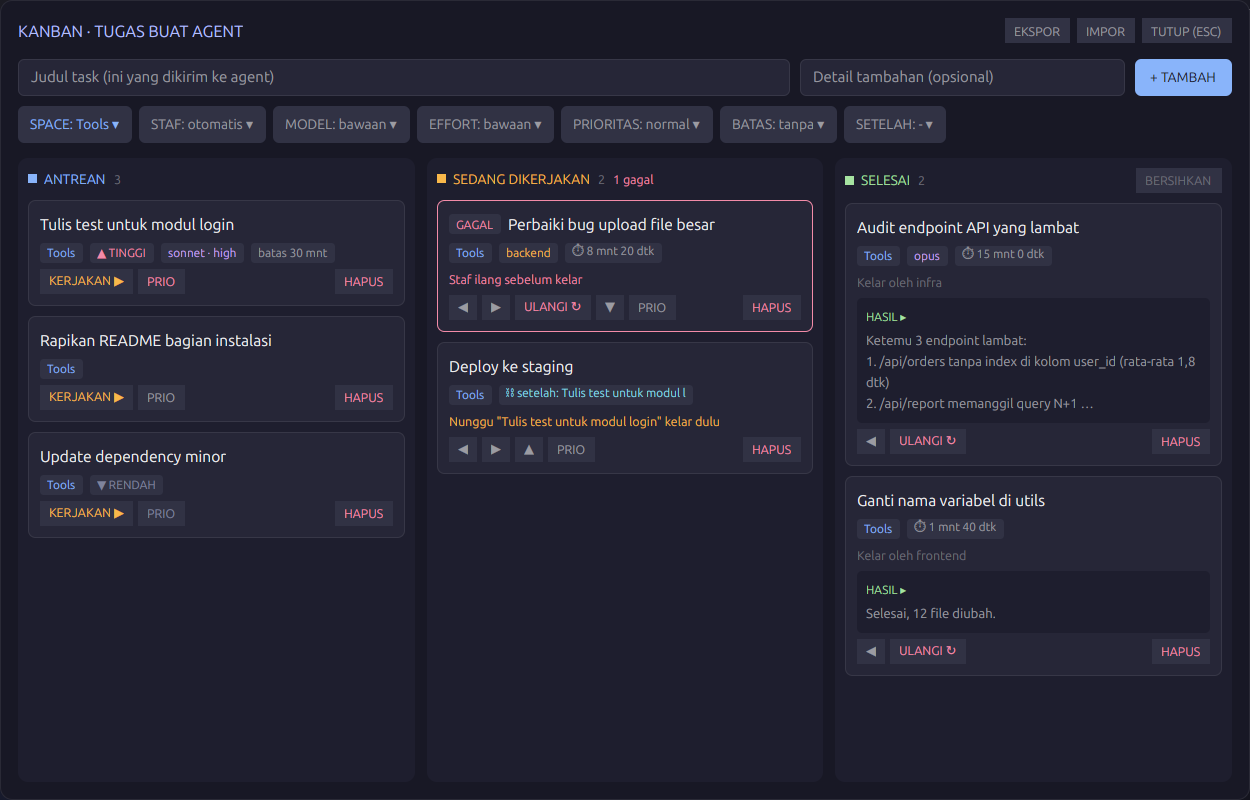 KANBAN · TUGAS BUAT AGENT
EKSPOR
IMPOR
TUTUP (ESC)
Judul task (ini yang dikirim ke agent)
Detail tambahan (opsional)
+ TAMBAH
SPACE: Tools ▾
STAF: otomatis ▾
MODEL: bawaan ▾
EFFORT: bawaan ▾
PRIORITAS: normal ▾
BATAS: tanpa ▾
SETELAH: - ▾
ANTREAN 3
Tulis test untuk modul login
Tools ▲TINGGI sonnet · high batas 30 mnt
KERJAKAN ▶ PRIO HAPUS
Rapikan README bagian instalasi
Tools
KERJAKAN ▶ PRIO HAPUS
Update dependency minor
Tools ▼RENDAH
KERJAKAN ▶ PRIO HAPUS
SEDANG DIKERJAKAN 2 1 gagal
GAGAL Perbaiki bug upload file besar
Tools backend ⏱ 8 mnt 20 dtk
Staf ilang sebelum kelar
◀ ▶ ULANGI ↻ ▼ PRIO HAPUS
Deploy ke staging
Tools ⛓ setelah: Tulis test untuk modul l
Nunggu "Tulis test untuk modul login" kelar dulu
◀ ▶ ▲ PRIO HAPUS
SELESAI 2
BERSIHKAN
Audit endpoint API yang lambat
Tools opus ⏱ 15 mnt 0 dtk
Kelar oleh infra
HASIL ▸
Ketemu 3 endpoint lambat:
1. /api/orders tanpa index di kolom user_id (rata-rata 1,8
dtk)
2. /api/report memanggil query N+1 …
◀ ULANGI ↻ HAPUS
Ganti nama variabel di utils
Tools ⏱ 1 mnt 40 dtk
Kelar oleh frontend
HASIL ▸
Selesai, 12 file diubah.
◀ ULANGI ↻ HAPUS